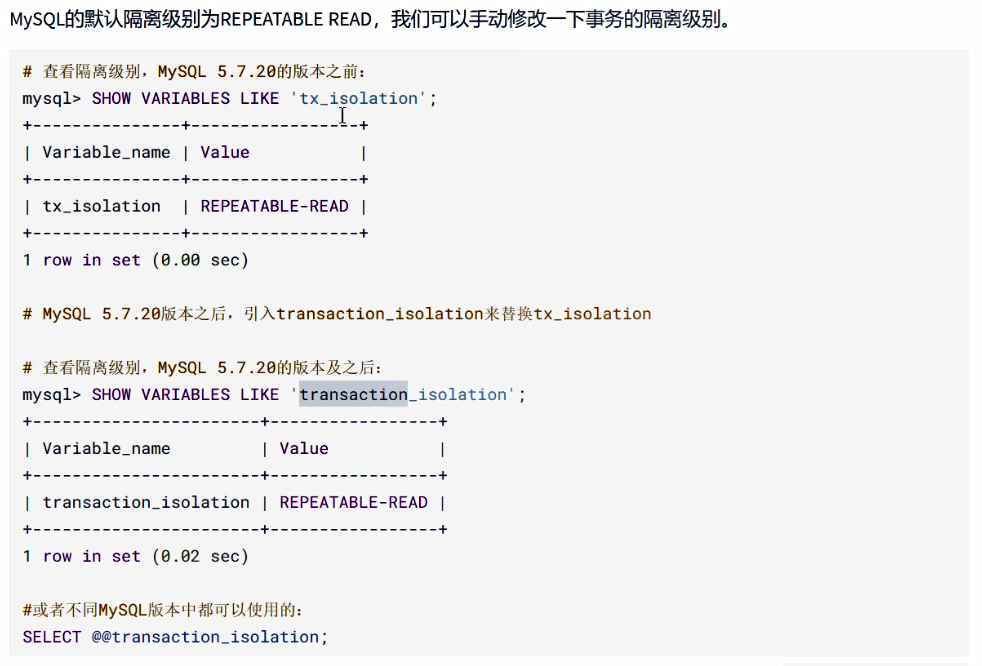 MySQL的默认隔离级别为REPEATABLE READ，我们可以手动修改一下事务的隔离级别。
# 查看隔离级别，MySQL 5.7.20的版本之前：
mysql> SHOW VARIABLES LIKE 'tx_isolation';
+---------------+-----------------+
| Variable_name | Value           |
+---------------+-----------------+
| tx_isolation  | REPEATABLE-READ |
+---------------+-----------------+
1 row in set (0.00 sec)
# MySQL 5.7.20版本之后，引入transaction_isolation来替换tx_isolation
# 查看隔离级别，MySQL 5.7.20的版本及之后：
mysql> SHOW VARIABLES LIKE 'transaction_isolation';
+-----------------------+-----------------+
| Variable_name         | Value           |
+-----------------------+-----------------+
| transaction_isolation | REPEATABLE-READ |
+-----------------------+-----------------+
1 row in set (0.02 sec)
#或者不同MySQL版本中都可以使用的：
SELECT @@transaction_isolation;